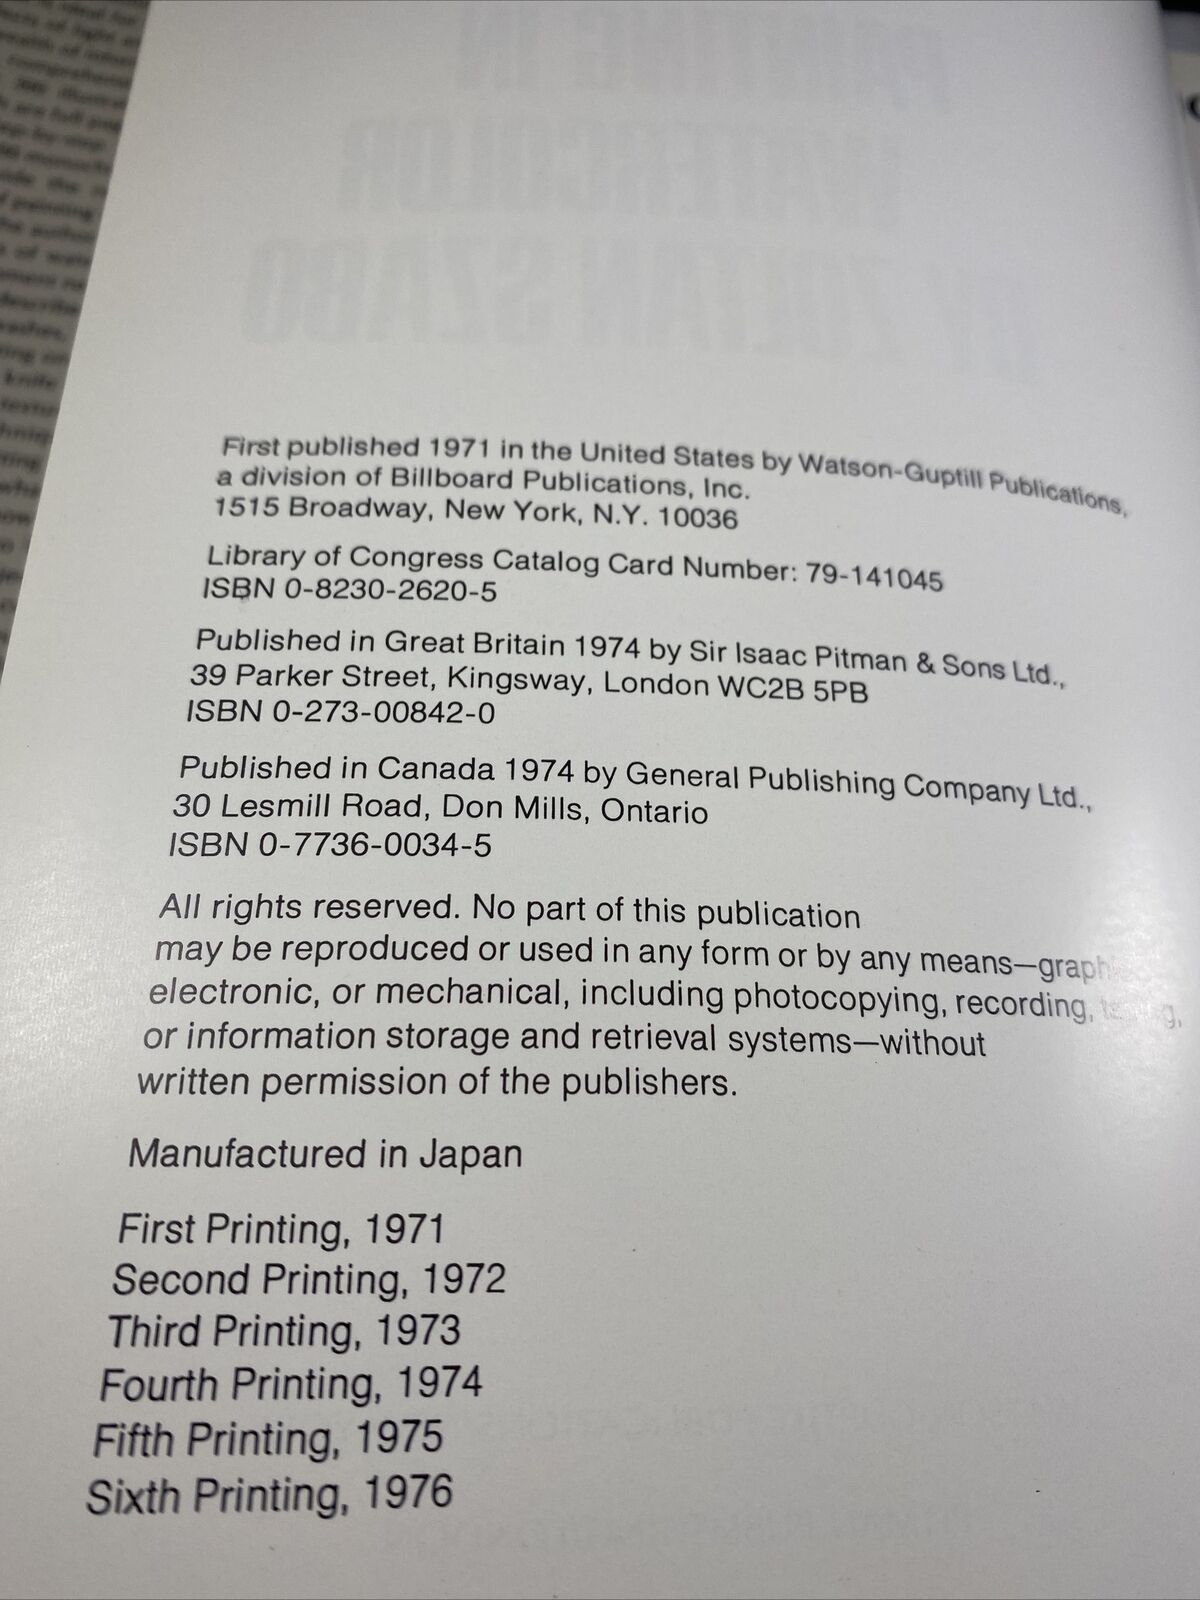 First published 1971 in the United States by Watson-Guptill Publications,
a division of Billboard Publications, Inc.
1515 Broadway, New York, N.Y. 10036
Library of Congress Catalog Card Number: 79-141045
ISBN 0-8230-2620-5
Published in Great Britain 1974 by Sir Isaac Pitman & Sons Ltd.,
39 Parker Street, Kingsway, London WC2B 5PB
ISBN 0-273-00842-0
Published in Canada 1974 by General Publishing Company Ltd.,
30 Lesmill Road, Don Mills, Ontario
ISBN 0-7736-0034-5
All rights reserved. No part of this publication
may be reproduced or used in any form or by any means—
electronic, or mechanical, including photocopying, recording,
or information storage and retrieval systems—without
written permission of the publishers.
Manufactured in Japan
First Printing, 1971
Second Printing, 1972
Third Printing, 1973
Fourth Printing, 1974
Fifth Printing, 1975
Sixth Printing, 1976